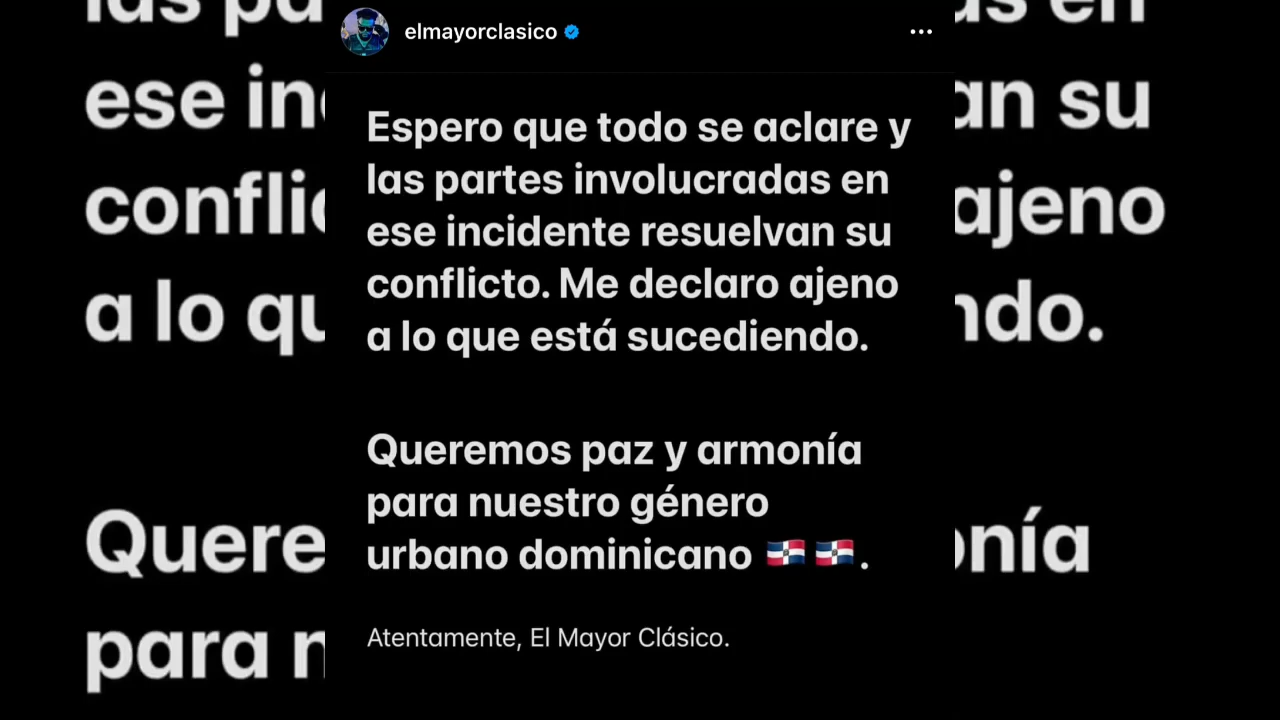 elmayorclasico
Espero que todo se aclare y
las partes involucradas en
ese incidente resuelvan su
conflicto. Me declaro ajeno
a lo que está sucediendo.
Queremos paz y armonía
para nuestro género
urbano dominicano 🇩🇴 🇩🇴.
Atentamente, El Mayor Clásico.